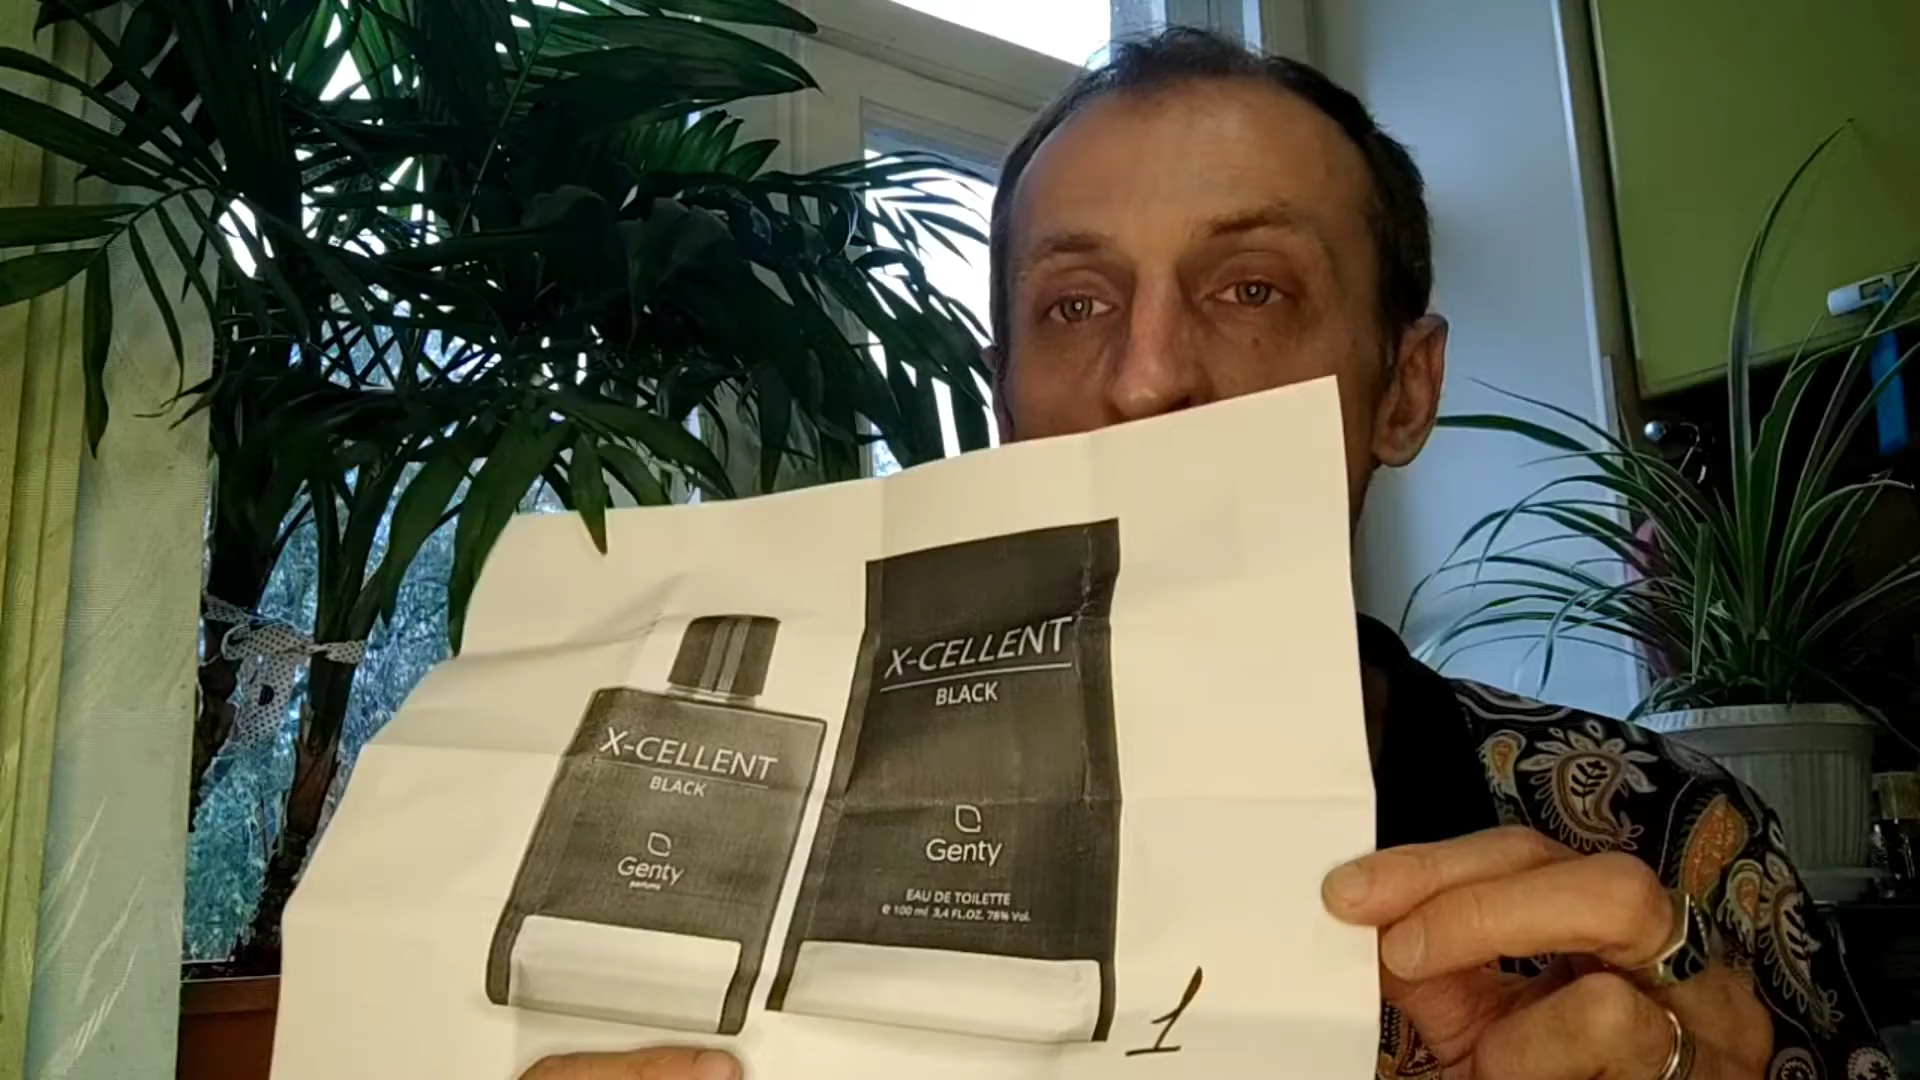 X-CELLENT
BLACK
Genty
parfums
X-CELLENT
BLACK
Genty
EAU DE TOILETTE
e 100 ml 3,4 FL.OZ. 78% Vol.
1